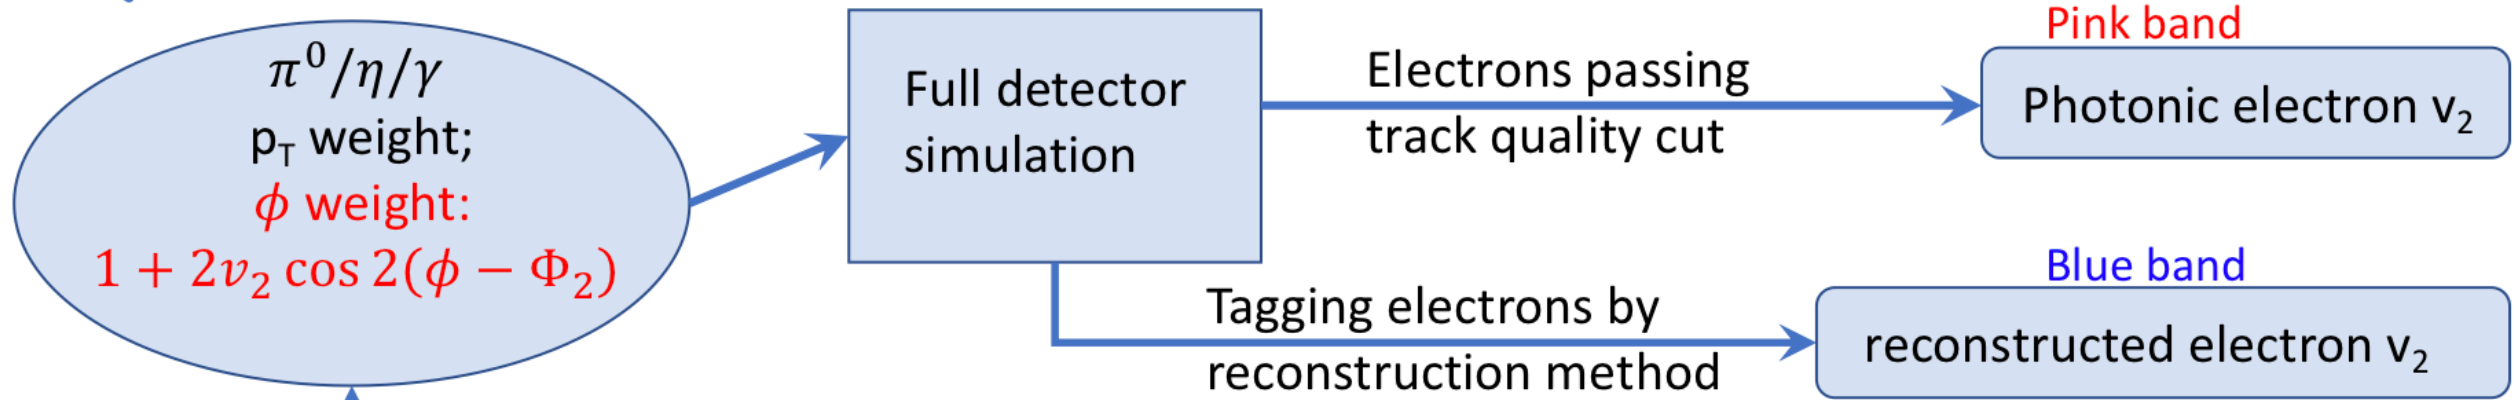 π⁰/η/γ
p_T weight;
ϕ weight:
1 + 2v₂ cos 2(ϕ − Φ₂)
Full detector
simulation
Electrons passing
track quality cut
Pink band
Photonic electron v₂
Tagging electrons by
reconstruction method
Blue band
reconstructed electron v₂